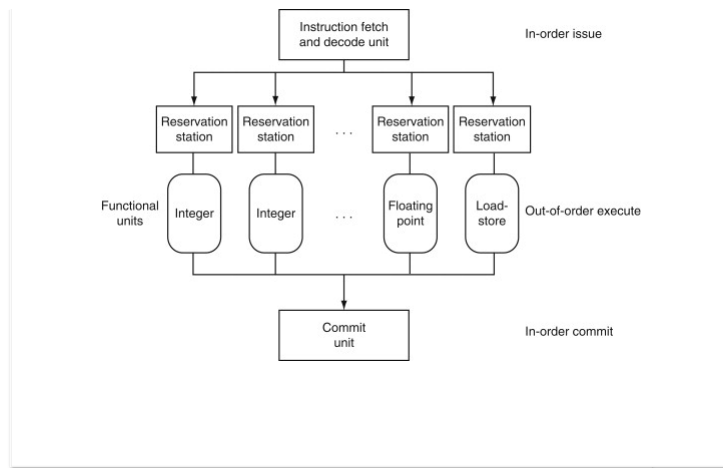 Instruction fetch
and decode unit
In-order issue
Reservation
station
Reservation
station
. . .
Reservation
station
Reservation
station
Functional
units
Integer
Integer
. . .
Floating
point
Load-
store
Out-of-order execute
Commit
unit
In-order commit